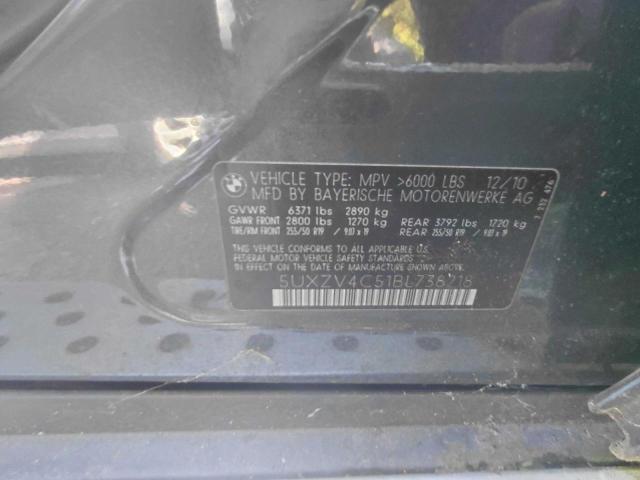 BMW
VEHICLE TYPE: MPV >6000 LBS 12/10
MFD BY BAYERISCHE MOTORENWERKE AG
GVWR 6371 lbs 2890 kg
GAWR FRONT 2800 lbs 1270 kg REAR 3792 lbs 1720 kg
TIRE/RIM FRONT 255/50 R19 / 9.0J x 19 REAR 255/50 R19 / 9.0J x 19
THIS VEHICLE CONFORMS TO ALL APPLICABLE U.S.
FEDERAL MOTOR VEHICLE SAFETY STANDARDS
IN EFFECT ON THE DATE OF MANUFACTURE SHOWN ABOVE.
5UXZV4C51BL738718